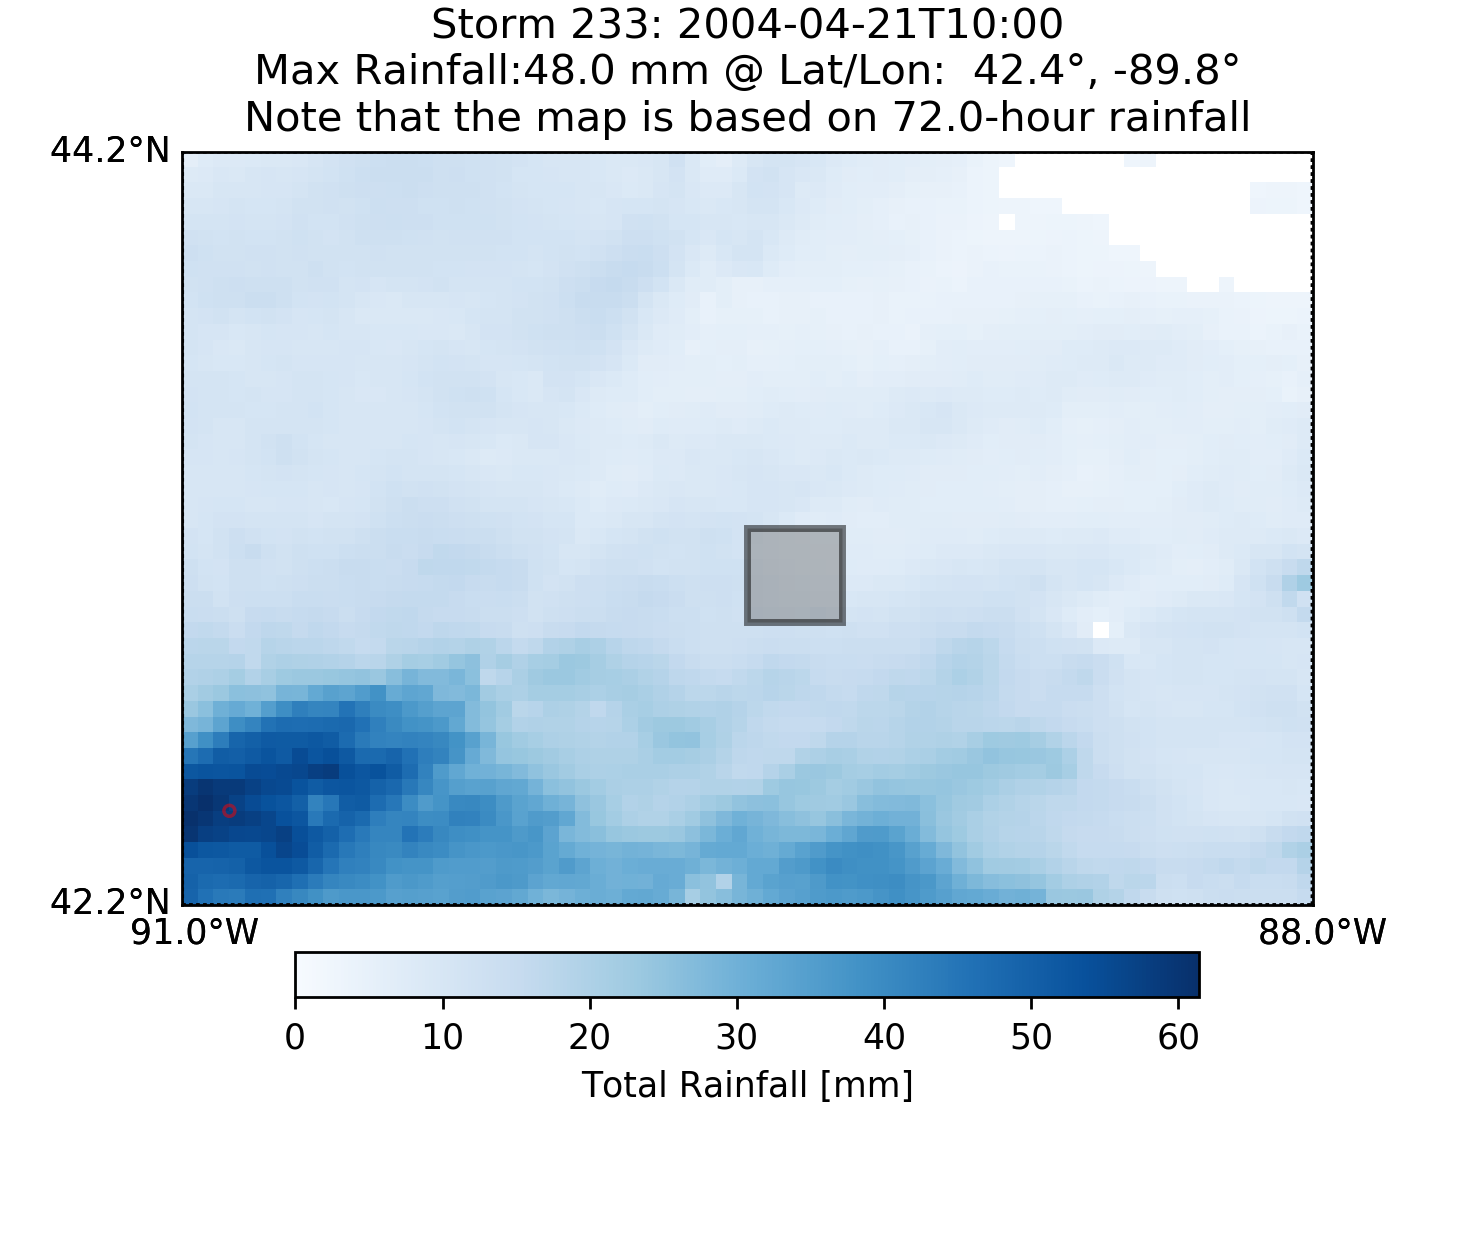 Storm 233: 2004-04-21T10:00
Max Rainfall:48.0 mm @ Lat/Lon:  42.4°, -89.8°
Note that the map is based on 72.0-hour rainfall
44.2°N
42.2°N
91.0°W 88.0°W
0 10 20 30 40 50 60
Total Rainfall [mm]